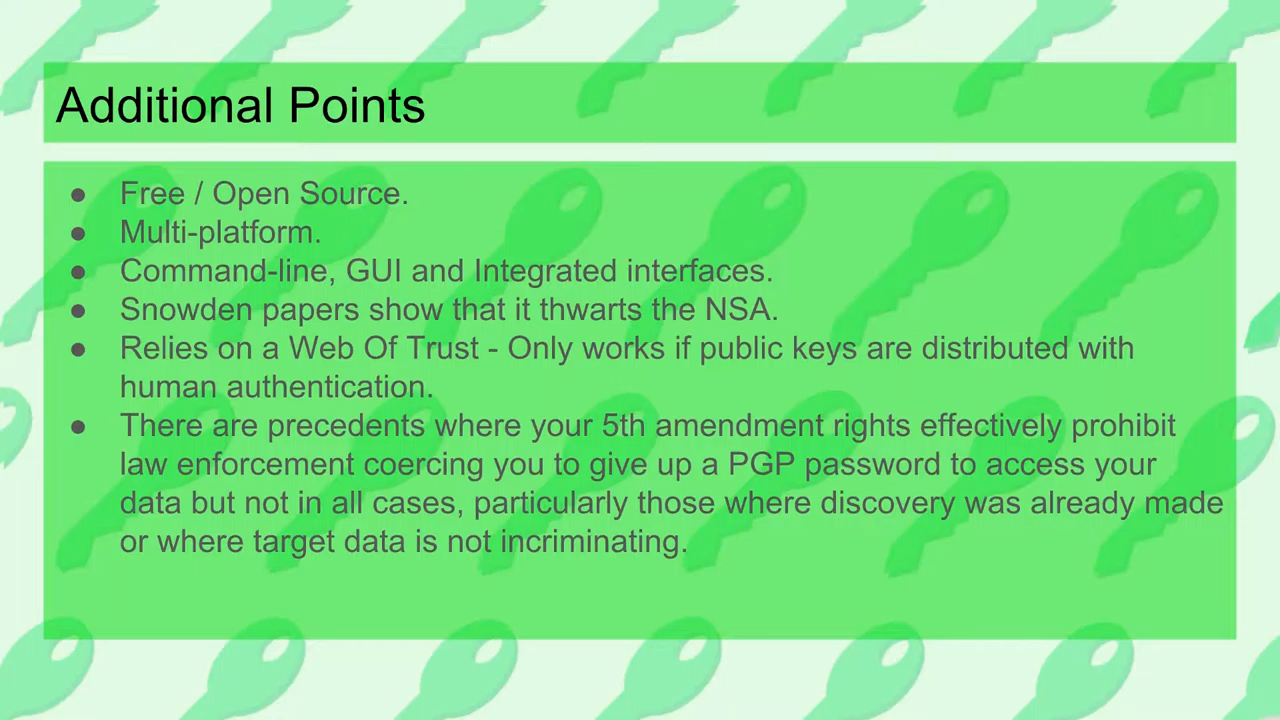 Additional Points
● Free / Open Source.
● Multi-platform.
● Command-line, GUI and Integrated interfaces.
● Snowden papers show that it thwarts the NSA.
● Relies on a Web Of Trust - Only works if public keys are distributed with
human authentication.
● There are precedents where your 5th amendment rights effectively prohibit
law enforcement coercing you to give up a PGP password to access your
data but not in all cases, particularly those where discovery was already made
or where target data is not incriminating.